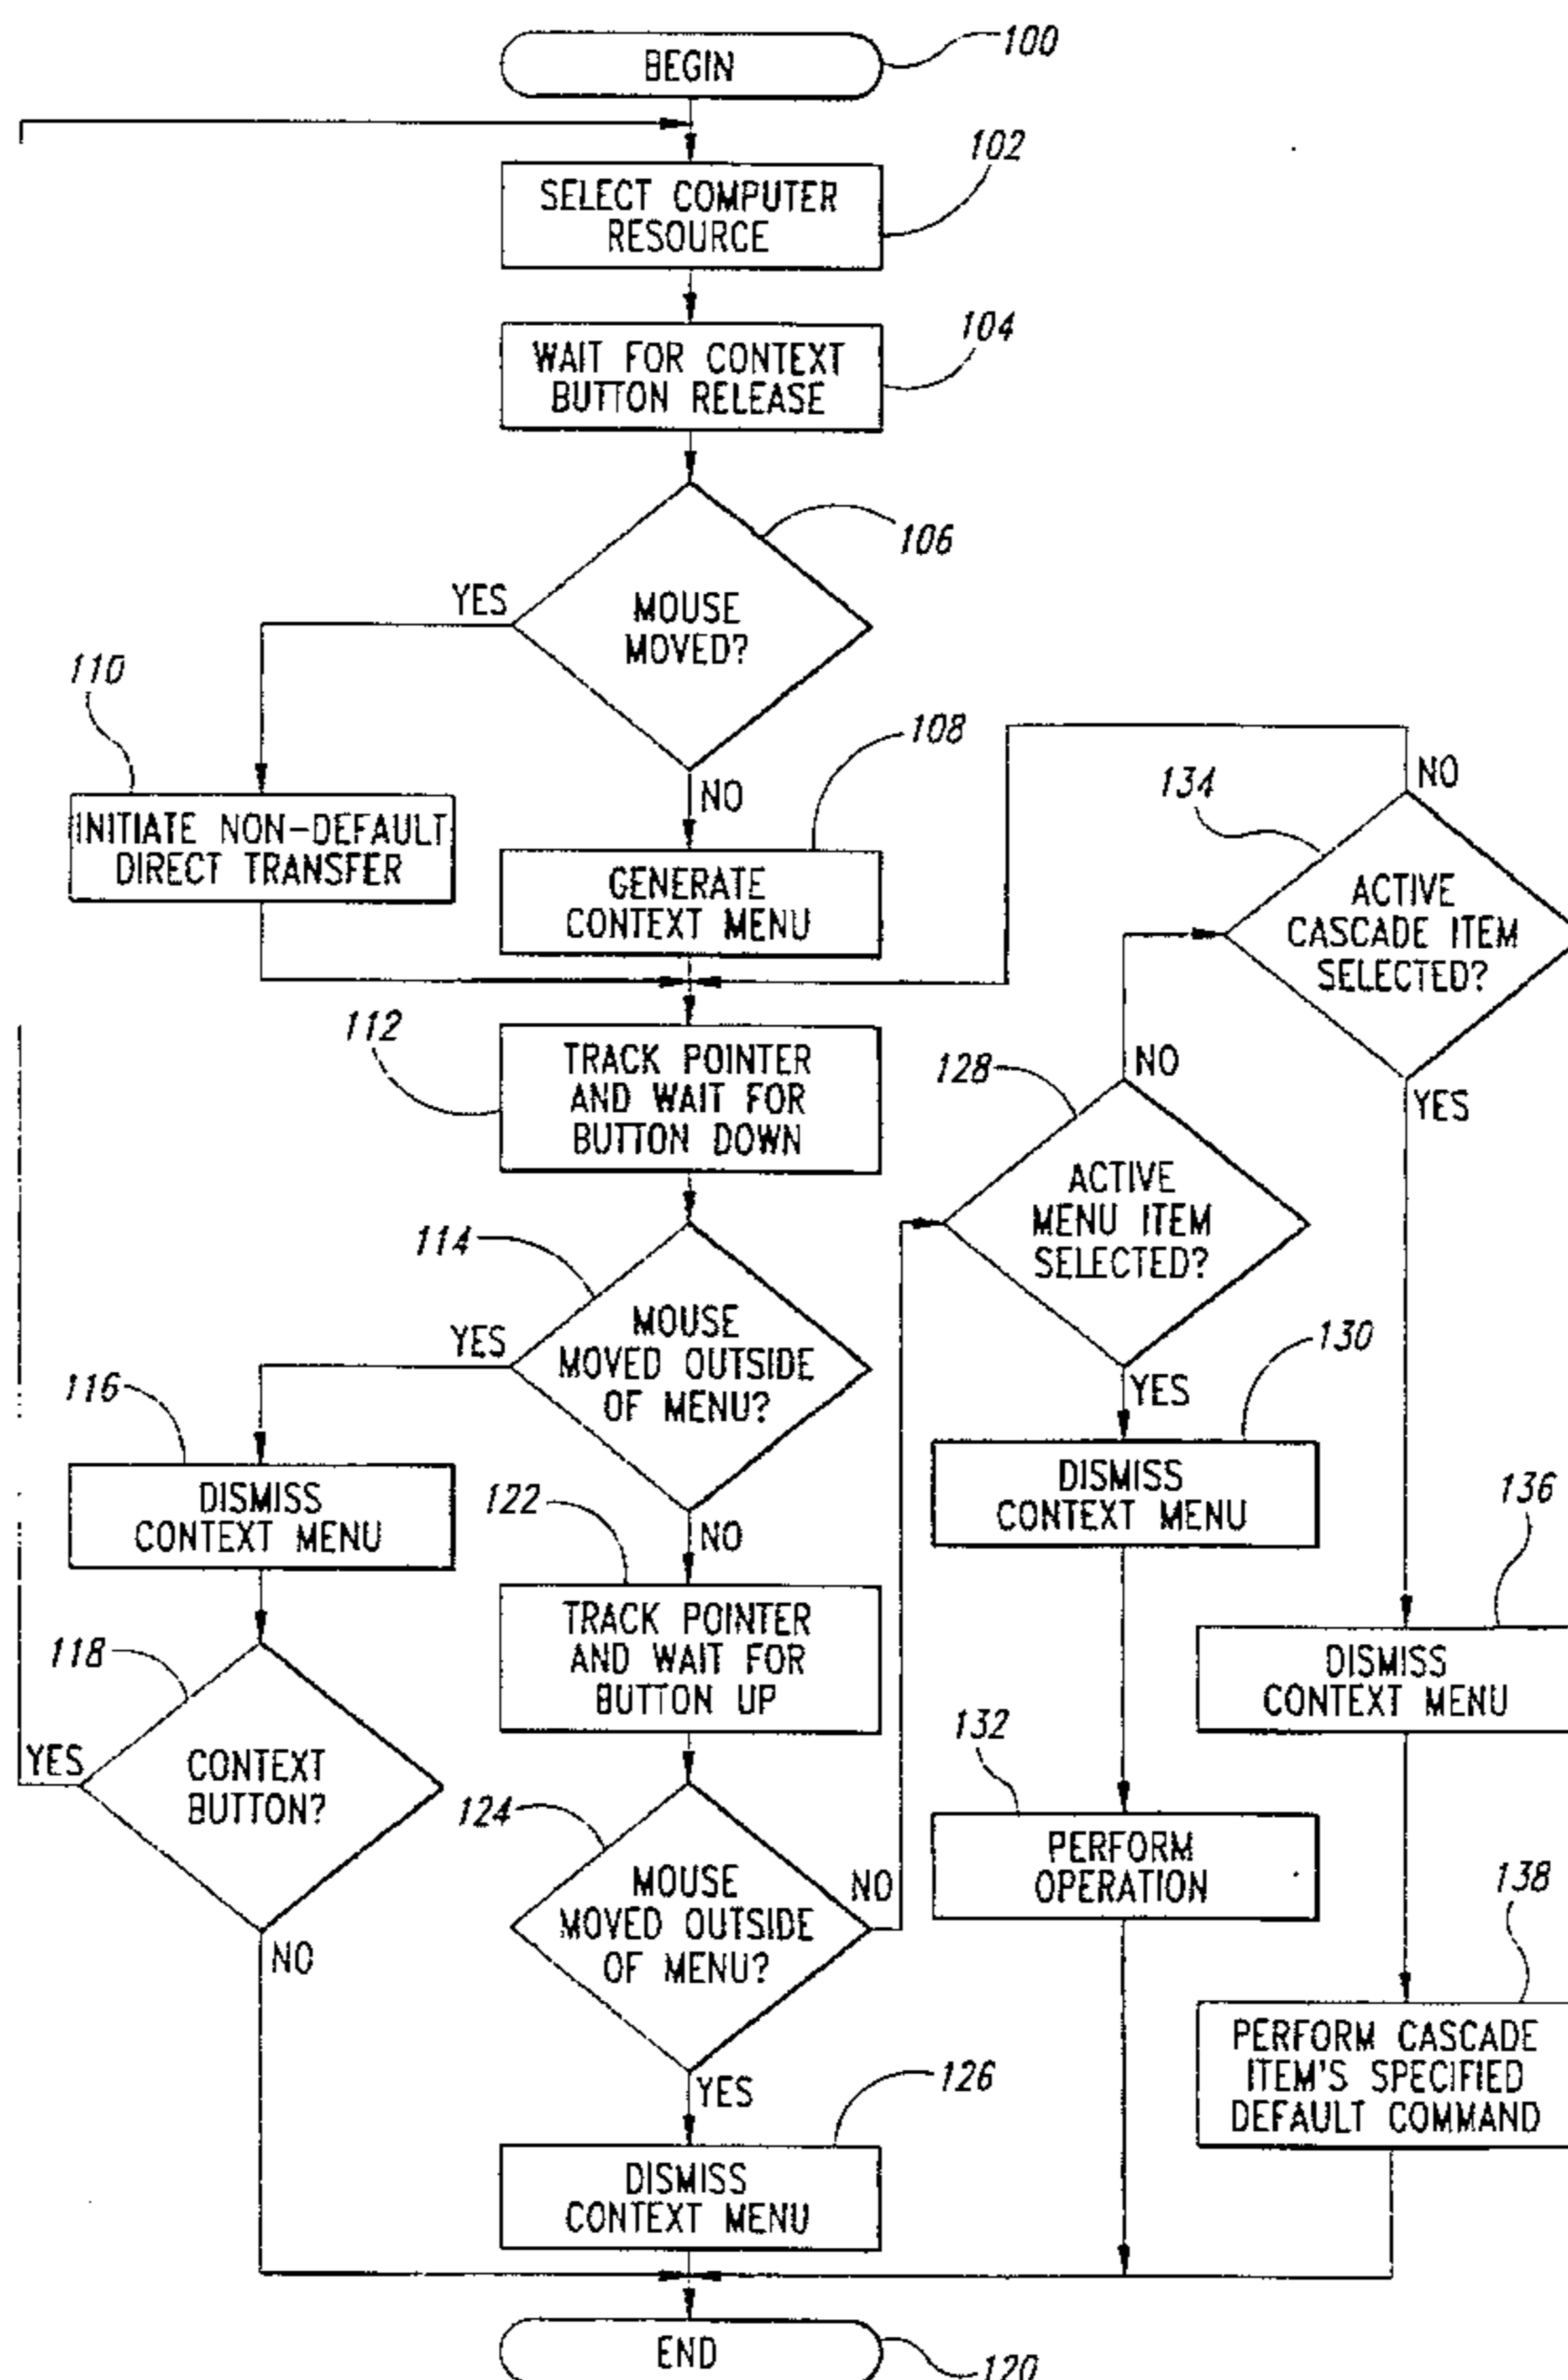 BEGIN
100
SELECT COMPUTER
RESOURCE
102
WAIT FOR CONTEXT
BUTTON RELEASE
104
MOUSE
MOVED?
106
YES
NO
110
INITIATE NON-DEFAULT
DIRECT TRANSFER
108
GENERATE
CONTEXT MENU
112
TRACK POINTER
AND WAIT FOR
BUTTON DOWN
114
MOUSE
MOVED OUTSIDE
OF MENU?
YES
NO
116
DISMISS
CONTEXT MENU
118
CONTEXT
BUTTON?
YES
NO
122
TRACK POINTER
AND WAIT FOR
BUTTON UP
124
MOUSE
MOVED OUTSIDE
OF MENU?
NO
YES
126
DISMISS
CONTEXT MENU
128
ACTIVE
MENU ITEM
SELECTED?
NO
YES
130
DISMISS
CONTEXT MENU
132
PERFORM
OPERATION
134
ACTIVE
CASCADE ITEM
SELECTED?
NO
YES
136
DISMISS
CONTEXT MENU
138
PERFORM CASCADE
ITEM'S SPECIFIED
DEFAULT COMMAND
END
120